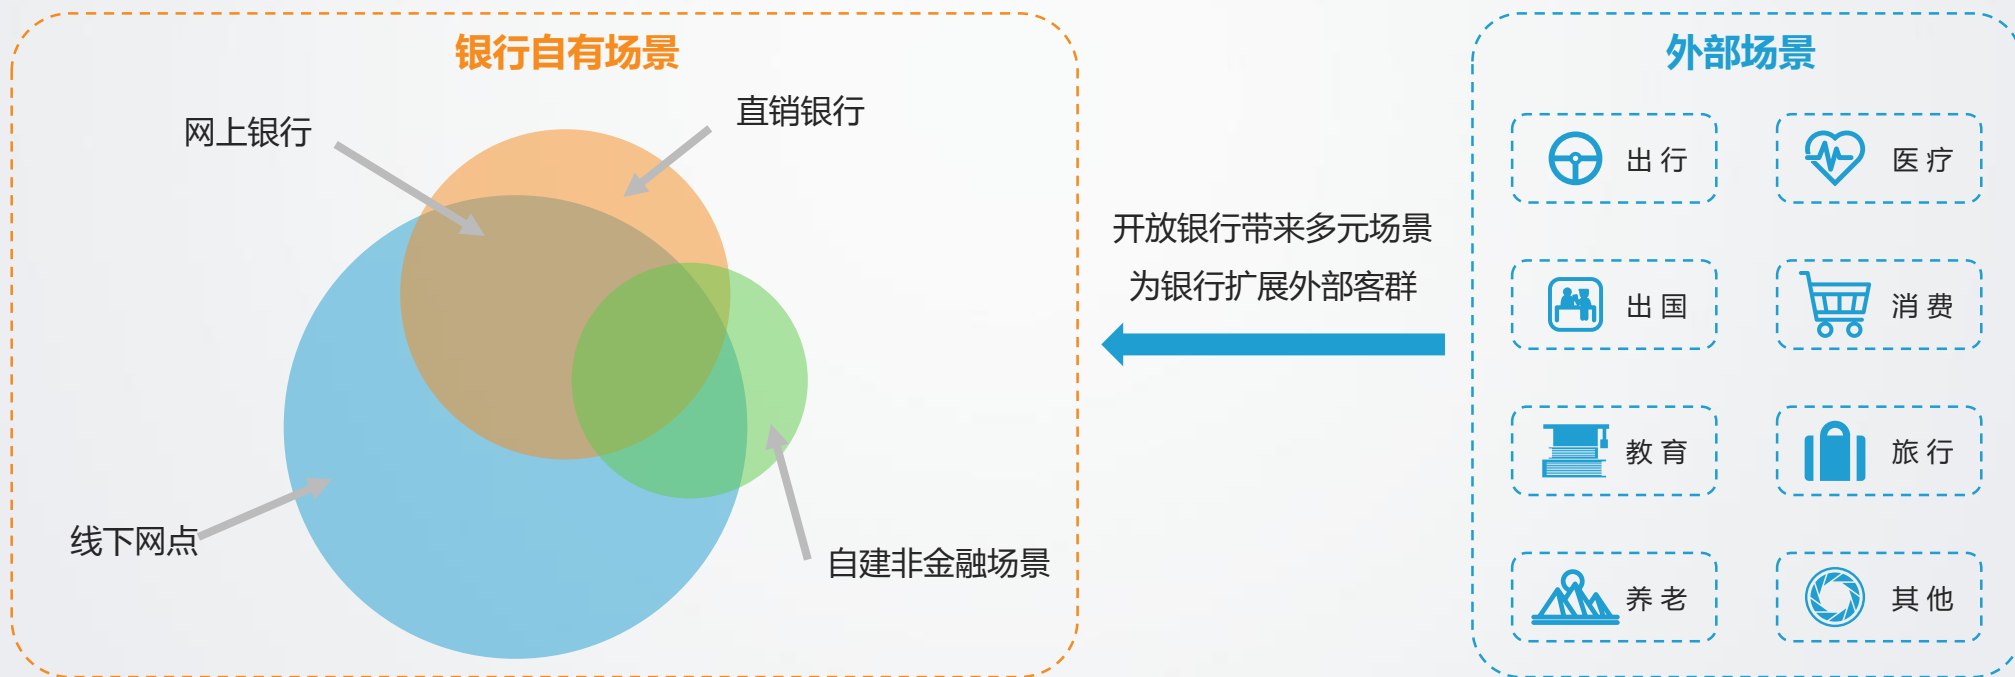 银行自有场景
网上银行
直销银行
线下网点
自建非金融场景
开放银行带来多元场景
为银行扩展外部客群
外部场景
出行
医疗
出国
消费
教育
旅行
养老
其他